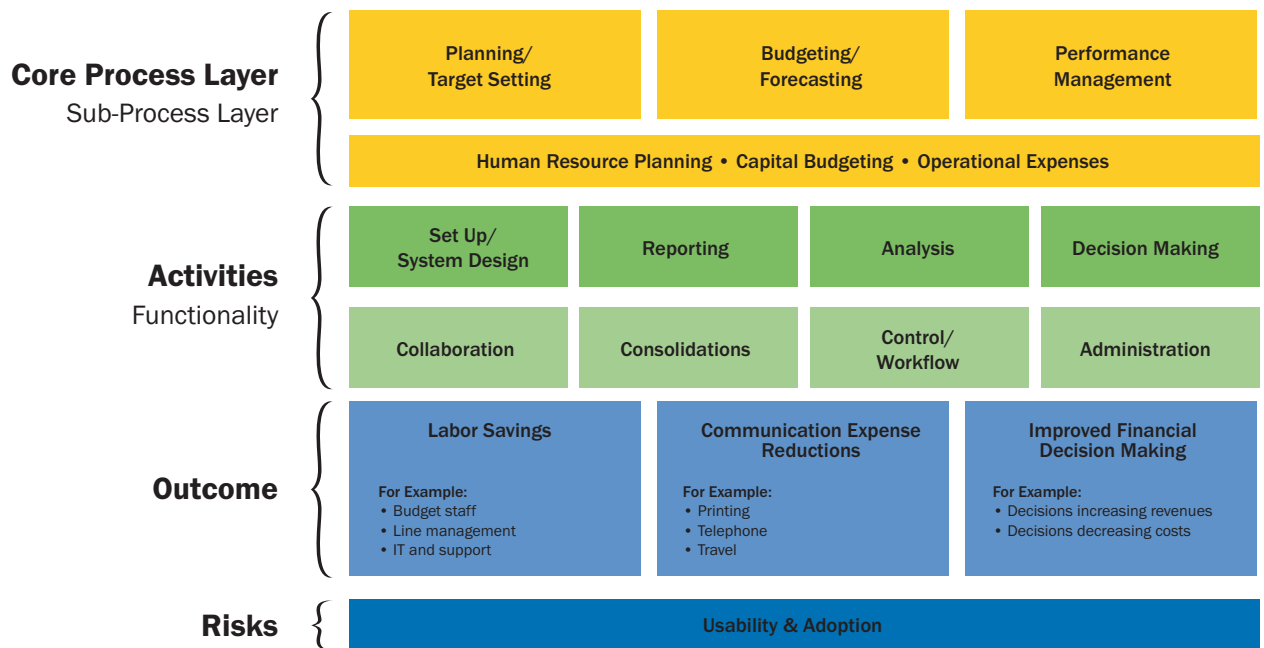 Core Process Layer
Sub-Process Layer
Planning/
Target Setting
Budgeting/
Forecasting
Performance
Management
Human Resource Planning • Capital Budgeting • Operational Expenses
Activities
Functionality
Set Up/
System Design
Reporting
Analysis
Decision Making
Collaboration
Consolidations
Control/
Workflow
Administration
Outcome
Labor Savings
For Example:
• Budget staff
• Line management
• IT and support
Communication Expense
Reductions
For Example:
• Printing
• Telephone
• Travel
Improved Financial
Decision Making
For Example:
• Decisions increasing revenues
• Decisions decreasing costs
Risks
Usability & Adoption